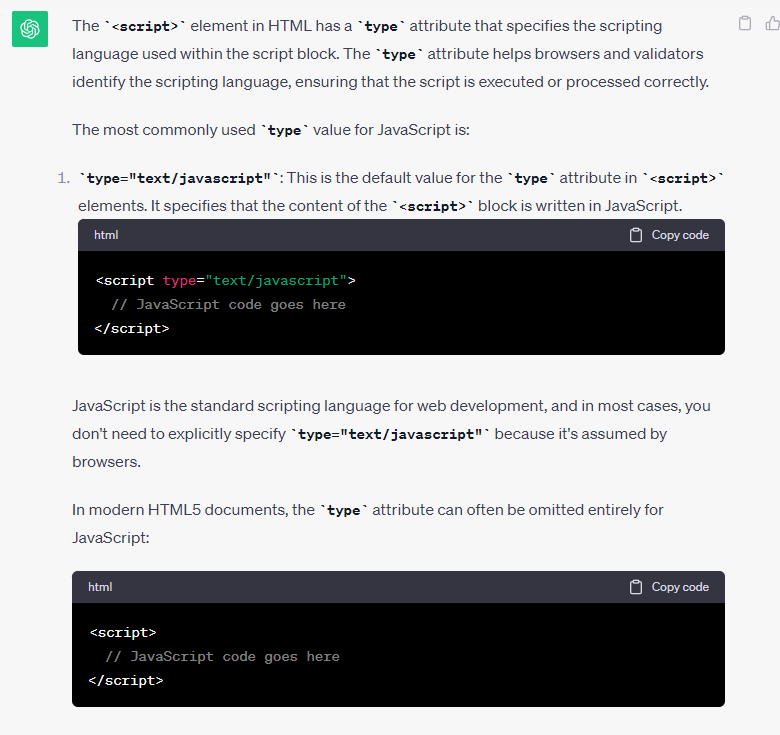 The `<script>` element in HTML has a `type` attribute that specifies the scripting
language used within the script block. The `type` attribute helps browsers and validators
identify the scripting language, ensuring that the script is executed or processed correctly.
The most commonly used `type` value for JavaScript is:
1. `type="text/javascript"`: This is the default value for the `type` attribute in `<script>`
elements. It specifies that the content of the `<script>` block is written in JavaScript.
html Copy code
<script type="text/javascript">
// JavaScript code goes here
</script>
JavaScript is the standard scripting language for web development, and in most cases, you
don't need to explicitly specify `type="text/javascript"` because it's assumed by
browsers.
In modern HTML5 documents, the `type` attribute can often be omitted entirely for
JavaScript:
html Copy code
<script>
// JavaScript code goes here
</script>